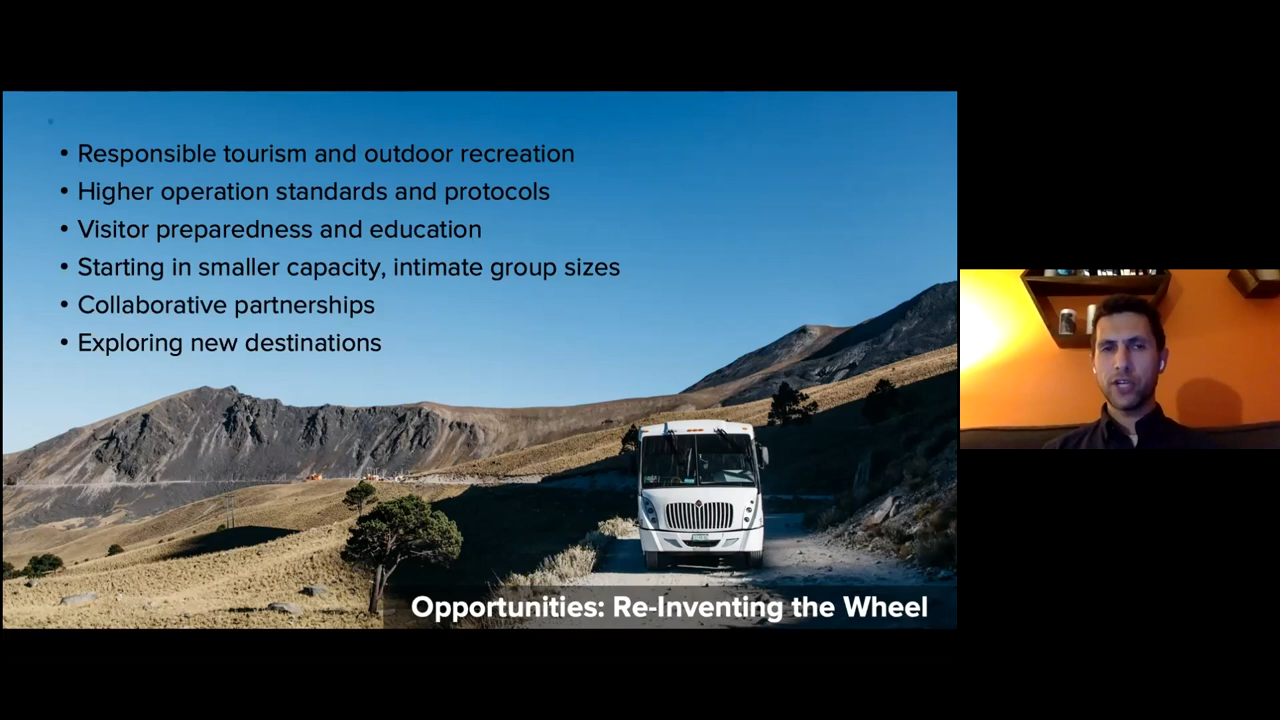 • Responsible tourism and outdoor recreation
• Higher operation standards and protocols
• Visitor preparedness and education
• Starting in smaller capacity, intimate group sizes
• Collaborative partnerships
• Exploring new destinations
Opportunities: Re-Inventing the Wheel